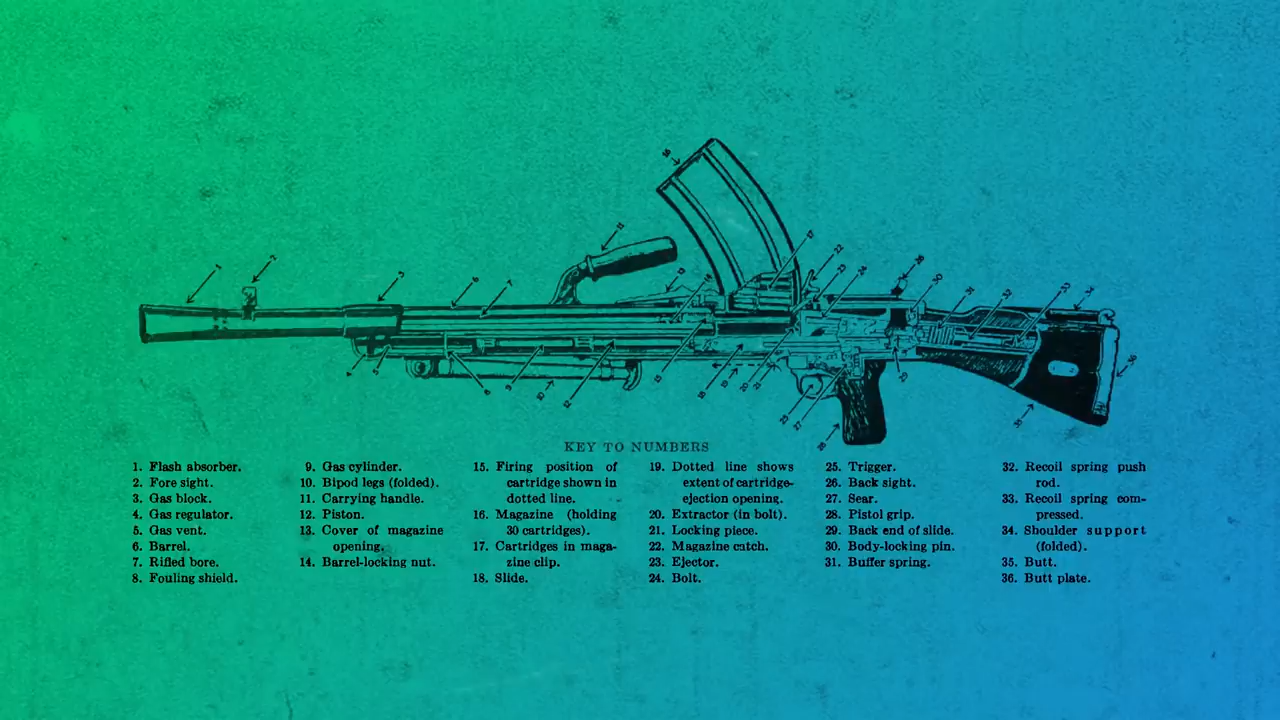 KEY TO NUMBERS
1. Flash absorber.
2. Fore sight.
3. Gas block.
4. Gas regulator.
5. Gas vent.
6. Barrel.
7. Rifled bore.
8. Fouling shield.
9. Gas cylinder.
10. Bipod legs (folded).
11. Carrying handle.
12. Piston.
13. Cover of magazine
opening.
14. Barrel-locking nut.
15. Firing position of
cartridge shown in
dotted line.
16. Magazine (holding
30 cartridges).
17. Cartridges in maga-
zine clip.
18. Slide.
19. Dotted line shows
extent of cartridge-
ejection opening.
20. Extractor (in bolt).
21. Locking piece.
22. Magazine catch.
23. Ejector.
24. Bolt.
25. Trigger.
26. Back sight.
27. Sear.
28. Pistol grip.
29. Back end of slide.
30. Body-locking pin.
31. Buffer spring.
32. Recoil spring push
rod.
33. Recoil spring com-
pressed.
34. Shoulder support
(folded).
35. Butt.
36. Butt plate.